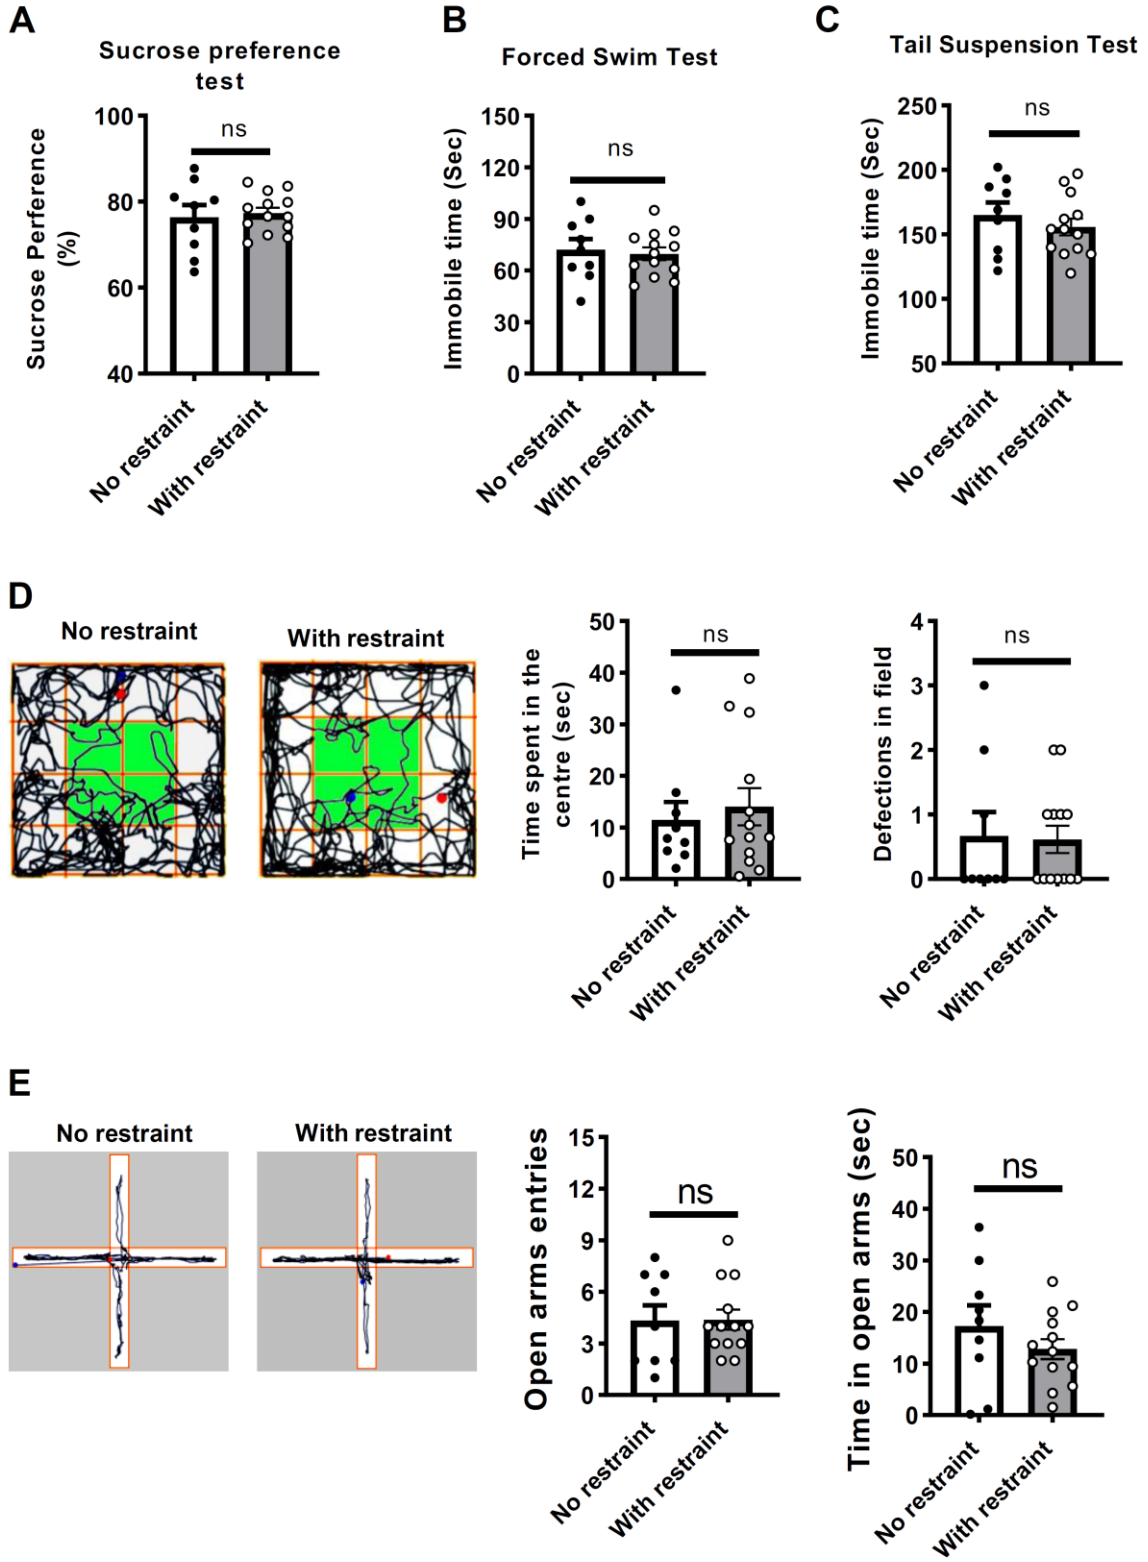 A
Sucrose preference
test
Sucrose Perference
(%)
100
80
60
40
ns
No restraint
With restraint
B
Forced Swim Test
Immobile time (Sec)
150
120
90
60
30
0
ns
No restraint
With restraint
C
Tail Suspension Test
Immobile time (Sec)
250
200
150
100
50
ns
No restraint
With restraint
D
No restraint
With restraint
Time spent in the
centre (sec)
50
40
30
20
10
0
ns
No restraint
With restraint
Defections in field
4
3
2
1
0
ns
No restraint
With restraint
E
No restraint
With restraint
Open arms entries
15
12
9
6
3
0
ns
No restraint
With restraint
Time in open arms (sec)
50
40
30
20
10
0
ns
No restraint
With restraint